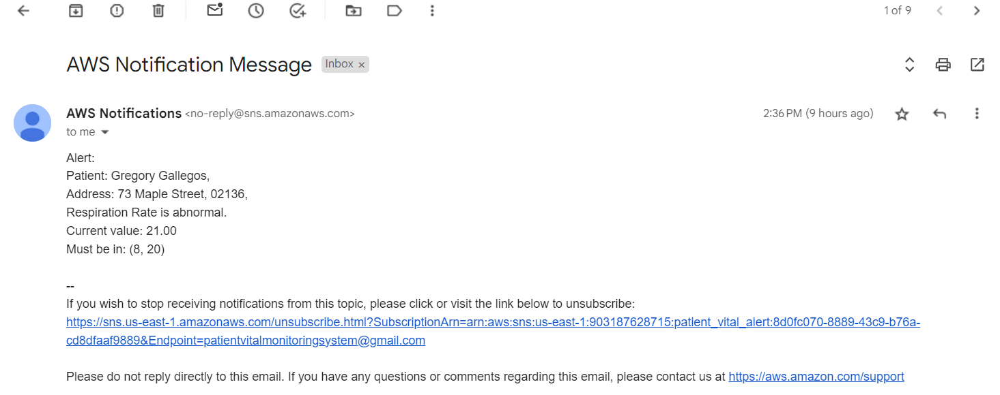 1 of 9
AWS Notification Message Inbox ×
AWS Notifications <no-reply@sns.amazonaws.com> 2:36 PM (9 hours ago)
to me
Alert:
Patient: Gregory Gallegos,
Address: 73 Maple Street, 02136,
Respiration Rate is abnormal.
Current value: 21.00
Must be in: (8, 20)
--
If you wish to stop receiving notifications from this topic, please click or visit the link below to unsubscribe:
https://sns.us-east-1.amazonaws.com/unsubscribe.html?SubscriptionArn=arn:aws:sns:us-east-1:903187628715:patient_vital_alert:8d0fc070-8889-43c9-b76a-
cd8dfaaf9889&Endpoint=patientvitalmonitoringsystem@gmail.com
Please do not reply directly to this email. If you have any questions or comments regarding this email, please contact us at https://aws.amazon.com/support